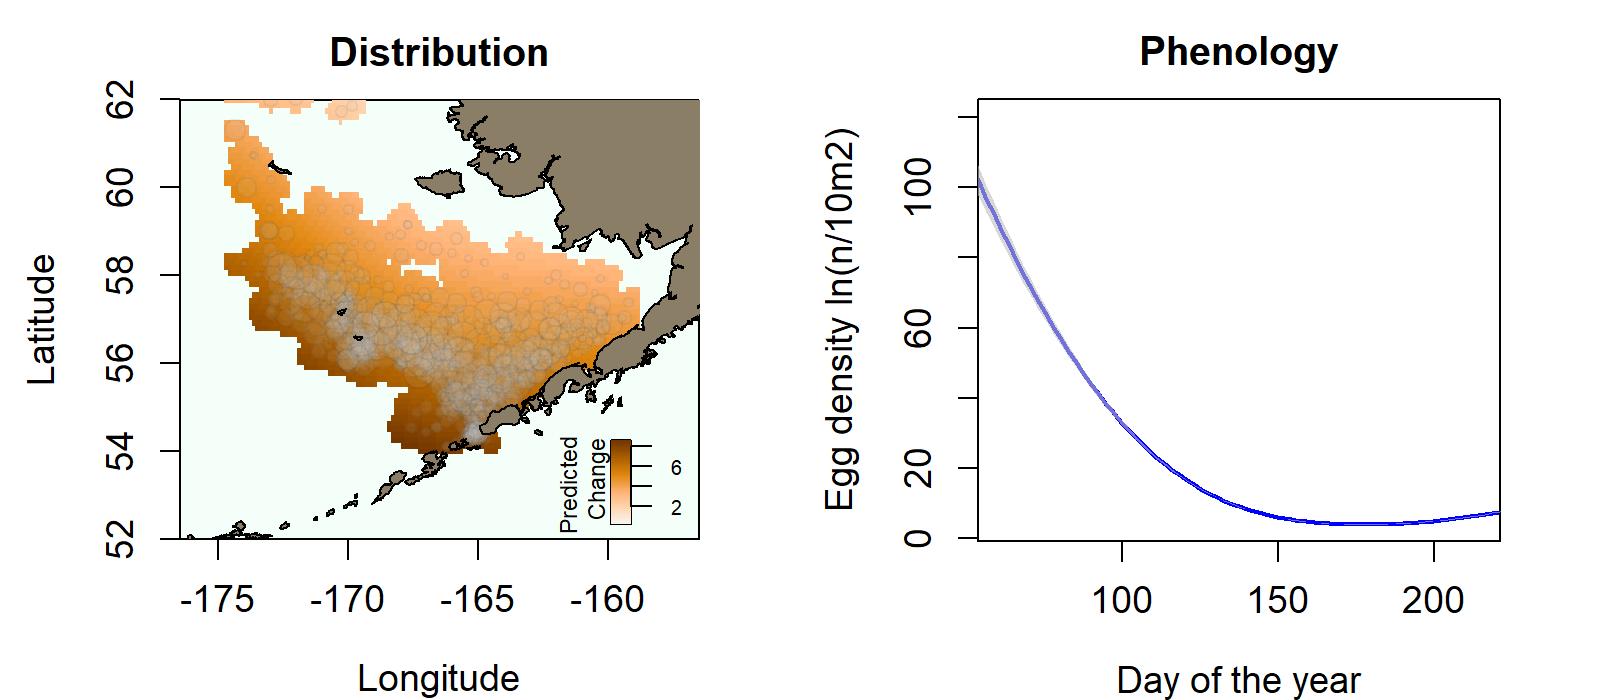 Distribution
Latitude
62
60
58
56
54
52
-175 -170 -165 -160
Longitude
Predicted
Change
6
2
Phenology
Egg density ln(n/10m2)
100
60
20
0
100 150 200
Day of the year